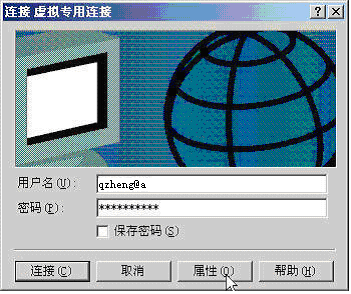 连接 虚拟专用连接
用户名(U): qzheng@a
密码(P): **********
保存密码(S)
连接(C) 取消 属性(O) 帮助(H)